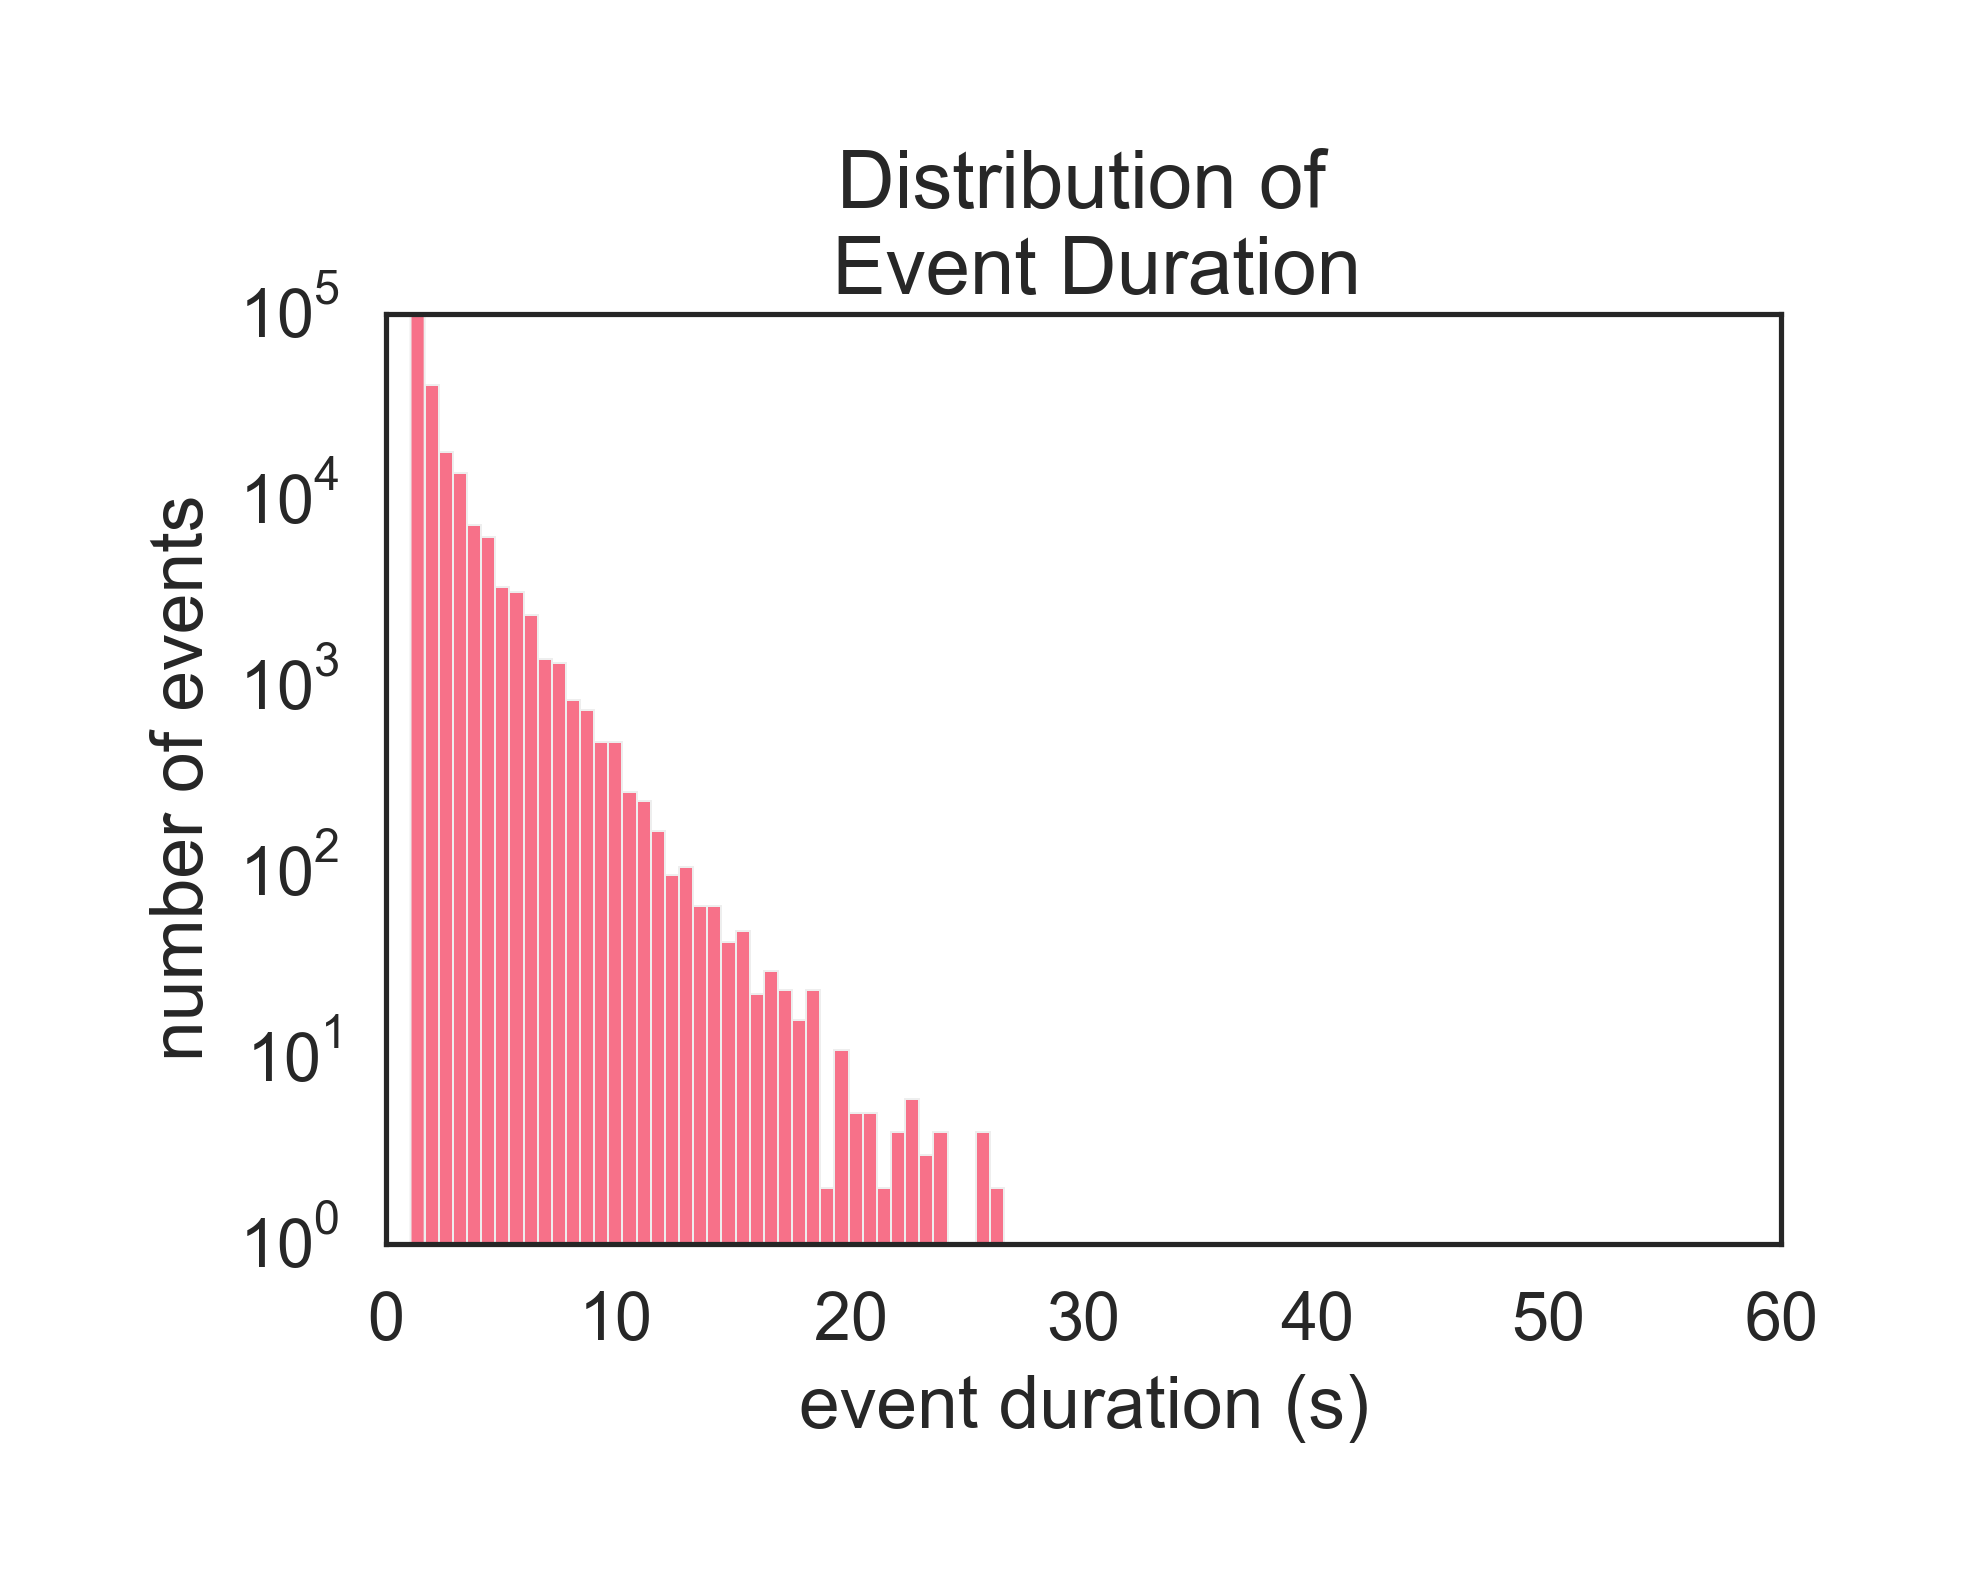 Distribution of
Event Duration
10^5
10^4
10^3
10^2
10^1
10^0
number of events
0 10 20 30 40 50 60
event duration (s)